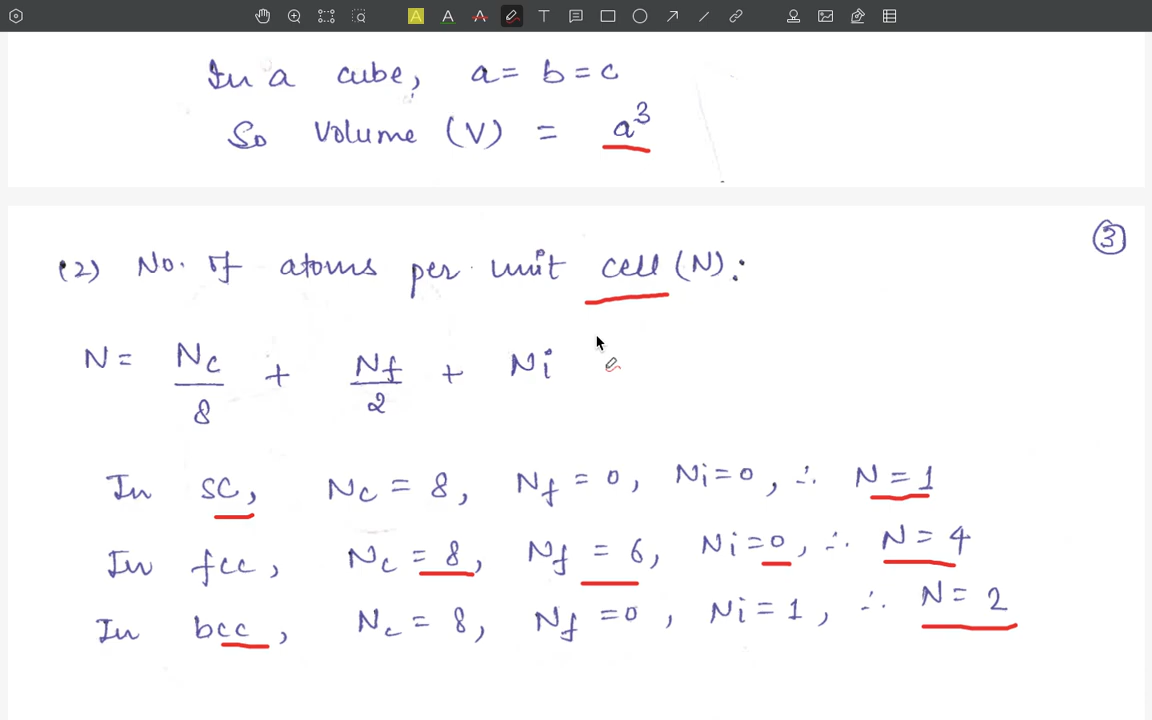 In a cube, a = b = c
So Volume (V) = a³
③
(2) No. of atoms per unit cell (N):
N = Nc/8 + Nf/2 + Ni
In SC, Nc = 8, Nf = 0, Ni = 0, ∴ N = 1
In fcc, Nc = 8, Nf = 6, Ni = 0, ∴ N = 4
In bcc, Nc = 8, Nf = 0, Ni = 1, ∴ N = 2